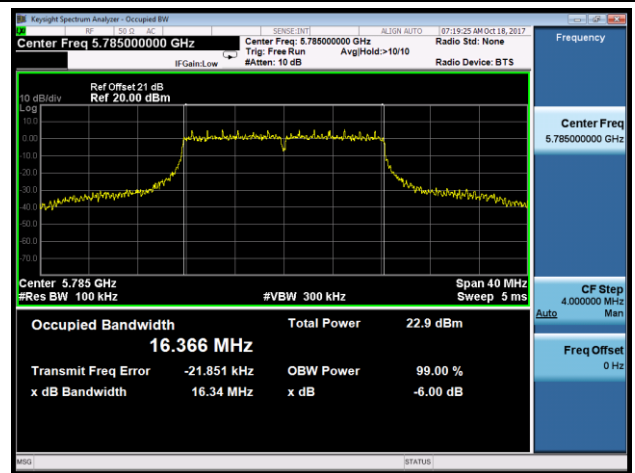 Keysight Spectrum Analyzer - Occupied BW
RF 50 Ω AC SENSE:INT ALIGN AUTO 07:19:25 AM Oct 18, 2017
Center Freq 5.785000000 GHz
Center Freq: 5.785000000 GHz
Radio Std: None
Trig: Free Run Avg|Hold:>10/10
IFGain:Low
#Atten: 10 dB
Radio Device: BTS
Frequency
Ref Offset 21 dB
10 dB/div Ref 20.00 dBm
Log
10.0
0.00
-10.0
-20.0
-30.0
-40.0
-50.0
-60.0
-70.0
Center Freq
5.785000000 GHz
Center 5.785 GHz
Span 40 MHz
#Res BW 100 kHz
#VBW 300 kHz
Sweep 5 ms
CF Step
4.000000 MHz
Auto Man
Occupied Bandwidth
Total Power 22.9 dBm
16.366 MHz
Freq Offset
0 Hz
Transmit Freq Error -21.851 kHz
OBW Power 99.00 %
x dB Bandwidth 16.34 MHz
x dB -6.00 dB
MSG
STATUS